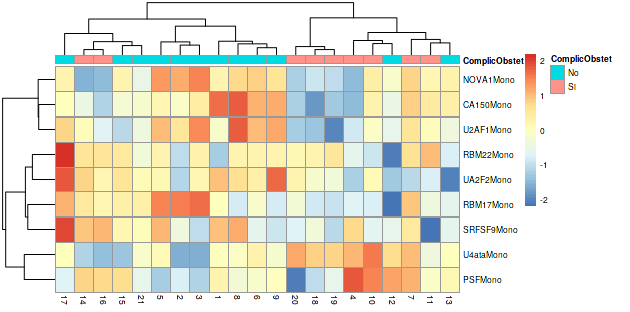 ComplicObstet
NOVA1Mono
CA150Mono
U2AF1Mono
RBM22Mono
UA2F2Mono
RBM17Mono
SRFSF9Mono
U4ataMono
PSFMono
17 14 16 15 21 5 2 3 1 8 6 9 20 18 19 4 10 12 7 11 13
2
1
0
-1
-2
ComplicObstet
No
Si